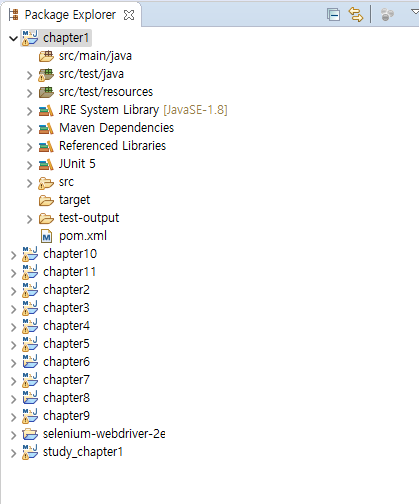 Package Explorer
chapter1
src/main/java
src/test/java
src/test/resources
JRE System Library [JavaSE-1.8]
Maven Dependencies
Referenced Libraries
JUnit 5
src
target
test-output
pom.xml
chapter10
chapter11
chapter2
chapter3
chapter4
chapter5
chapter6
chapter7
chapter8
chapter9
selenium-webdriver-2e
study_chapter1